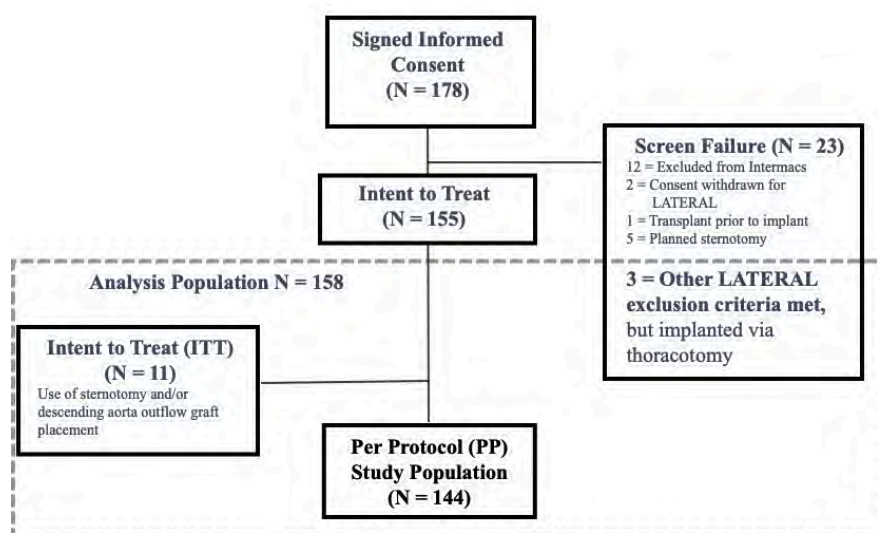 Signed Informed
Consent
(N = 178)
Screen Failure (N = 23)
12 = Excluded from Intermacs
2 = Consent withdrawn for
LATERAL
1 = Transplant prior to implant
5 = Planned sternotomy
Intent to Treat
(N = 155)
Analysis Population N = 158
3 = Other LATERAL
exclusion criteria met,
but implanted via
thoracotomy
Intent to Treat (ITT)
(N = 11)
Use of sternotomy and/or
descending aorta outflow graft
placement
Per Protocol (PP)
Study Population
(N = 144)